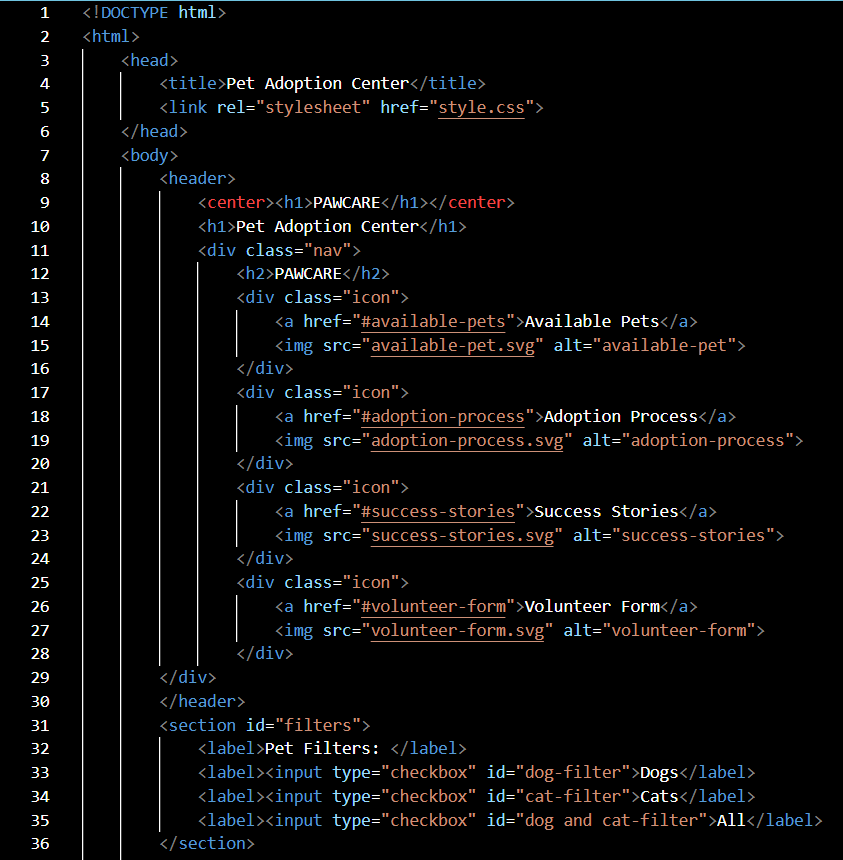 1 <!DOCTYPE html>
2 <html>
3 <head>
4 <title>Pet Adoption Center</title>
5 <link rel="stylesheet" href="style.css">
6 </head>
7 <body>
8 <header>
9 <center><h1>PAWCARE</h1></center>
10 <h1>Pet Adoption Center</h1>
11 <div class="nav">
12 <h2>PAWCARE</h2>
13 <div class="icon">
14 <a href="#available-pets">Available Pets</a>
15 <img src="available-pet.svg" alt="available-pet">
16 </div>
17 <div class="icon">
18 <a href="#adoption-process">Adoption Process</a>
19 <img src="adoption-process.svg" alt="adoption-process">
20 </div>
21 <div class="icon">
22 <a href="#success-stories">Success Stories</a>
23 <img src="success-stories.svg" alt="success-stories">
24 </div>
25 <div class="icon">
26 <a href="#volunteer-form">Volunteer Form</a>
27 <img src="volunteer-form.svg" alt="volunteer-form">
28 </div>
29 </div>
30 </header>
31 <section id="filters">
32 <label>Pet Filters: </label>
33 <label><input type="checkbox" id="dog-filter">Dogs</label>
34 <label><input type="checkbox" id="cat-filter">Cats</label>
35 <label><input type="checkbox" id="dog and cat-filter">All</label>
36 </section>